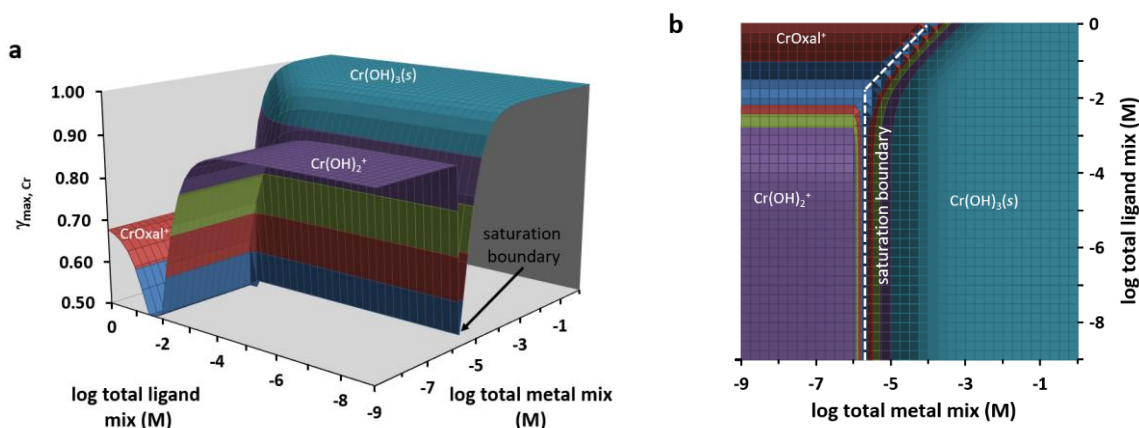 a
Cr(OH)₃(s)
1.00
0.90
0.80
0.70
0.60
0.50
γmax, Cr
Cr(OH)₂⁺
CrOxal⁺
saturation
boundary
0
-2
-4
-6
-8
-9
-7
-5
-3
-1
log total ligand
mix (M)
log total metal mix
(M)
b
CrOxal⁺
Cr(OH)₂⁺
saturation boundary
Cr(OH)₃(s)
0
-2
-4
-6
-8
log total ligand mix (M)
-9 -7 -5 -3 -1
log total metal mix (M)